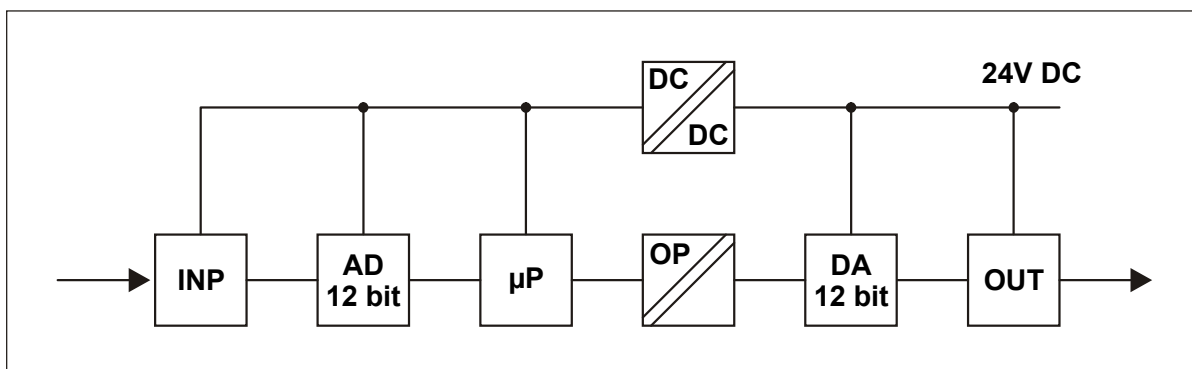 DC
DC
24V DC
INP
AD
12 bit
µP
OP
DA
12 bit
OUT